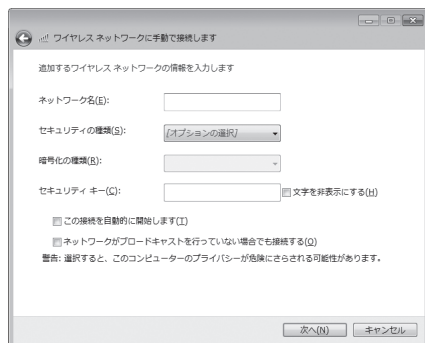 ワイヤレス ネットワークに手動で接続します
追加するワイヤレス ネットワークの情報を入力します
ネットワーク名(E):
セキュリティの種類(S): [オプションの選択]
暗号化の種類(R):
セキュリティ キー(C): 文字を非表示にする(H)
この接続を自動的に開始します(T)
ネットワークがブロードキャストを行っていない場合でも接続する(O)
警告: 選択すると、このコンピューターのプライバシーが危険にさらされる可能性があります。
次へ(N) キャンセル